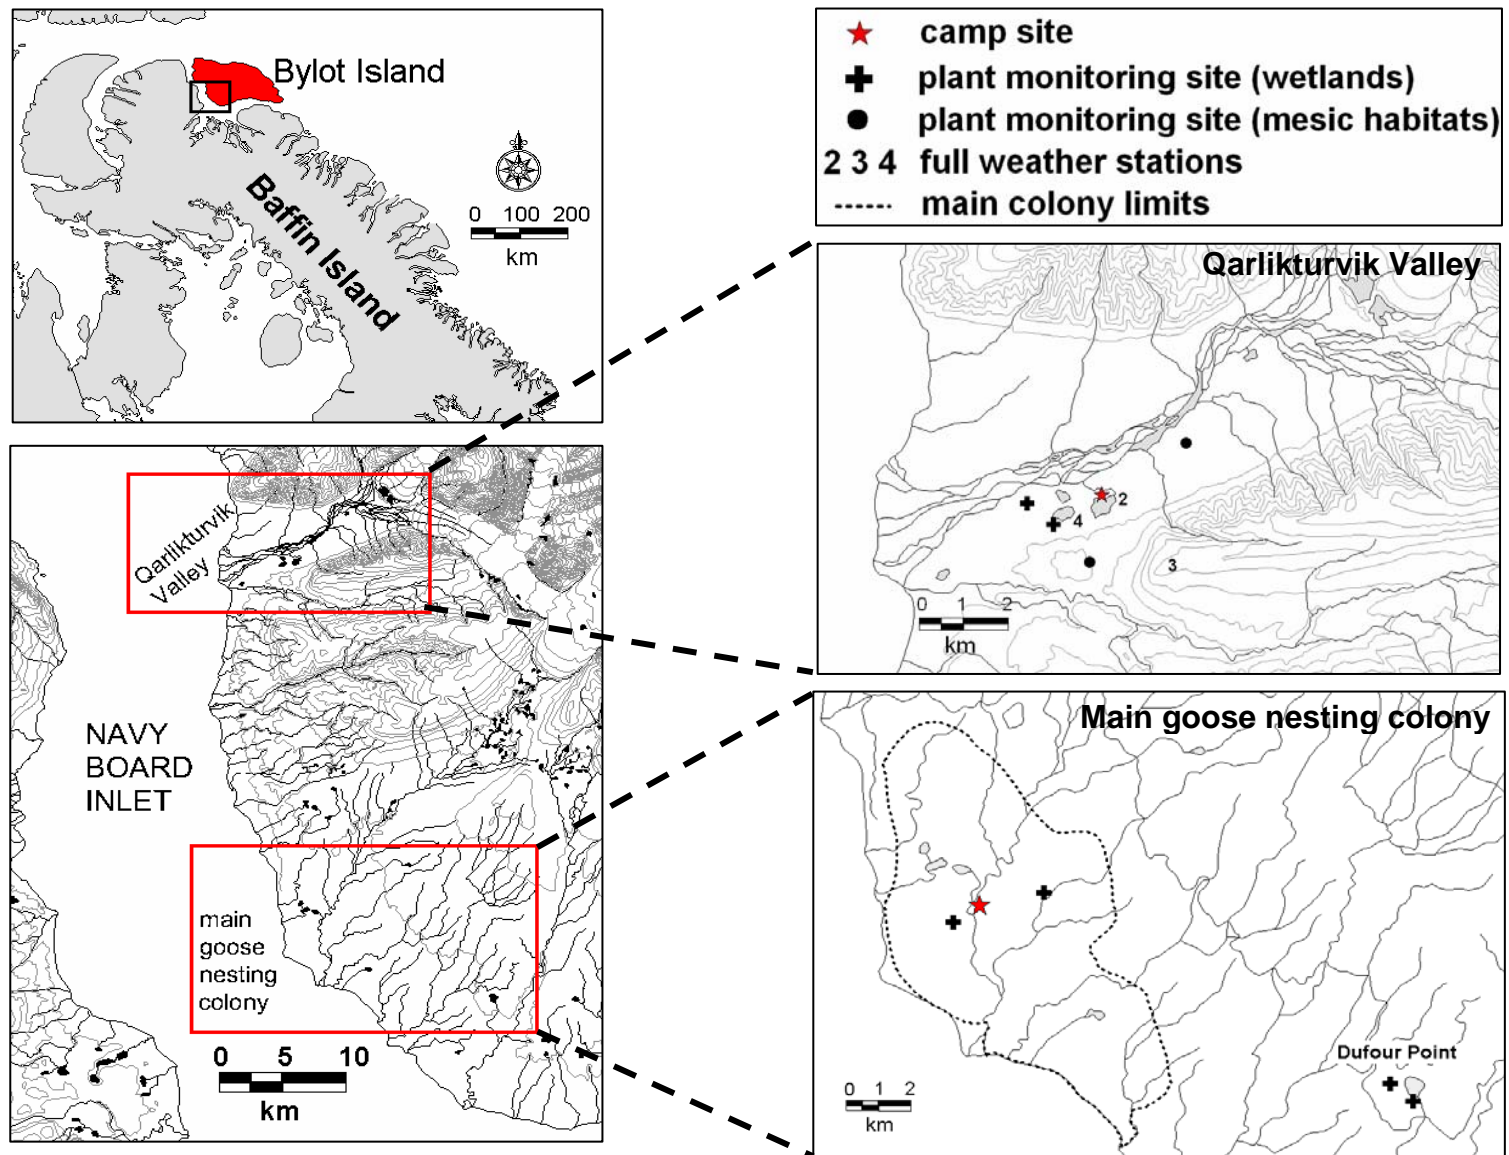 Bylot Island
Baffin Island
0 100 200
km
camp site
plant monitoring site (wetlands)
plant monitoring site (mesic habitats)
2 3 4 full weather stations
main colony limits
Qarlikturvik Valley
2
4
3
0 1 2
km
Qarlikturvik
Valley
NAVY
BOARD
INLET
main
goose
nesting
colony
0 5 10
km
Main goose nesting colony
Dufour Point
0 1 2
km